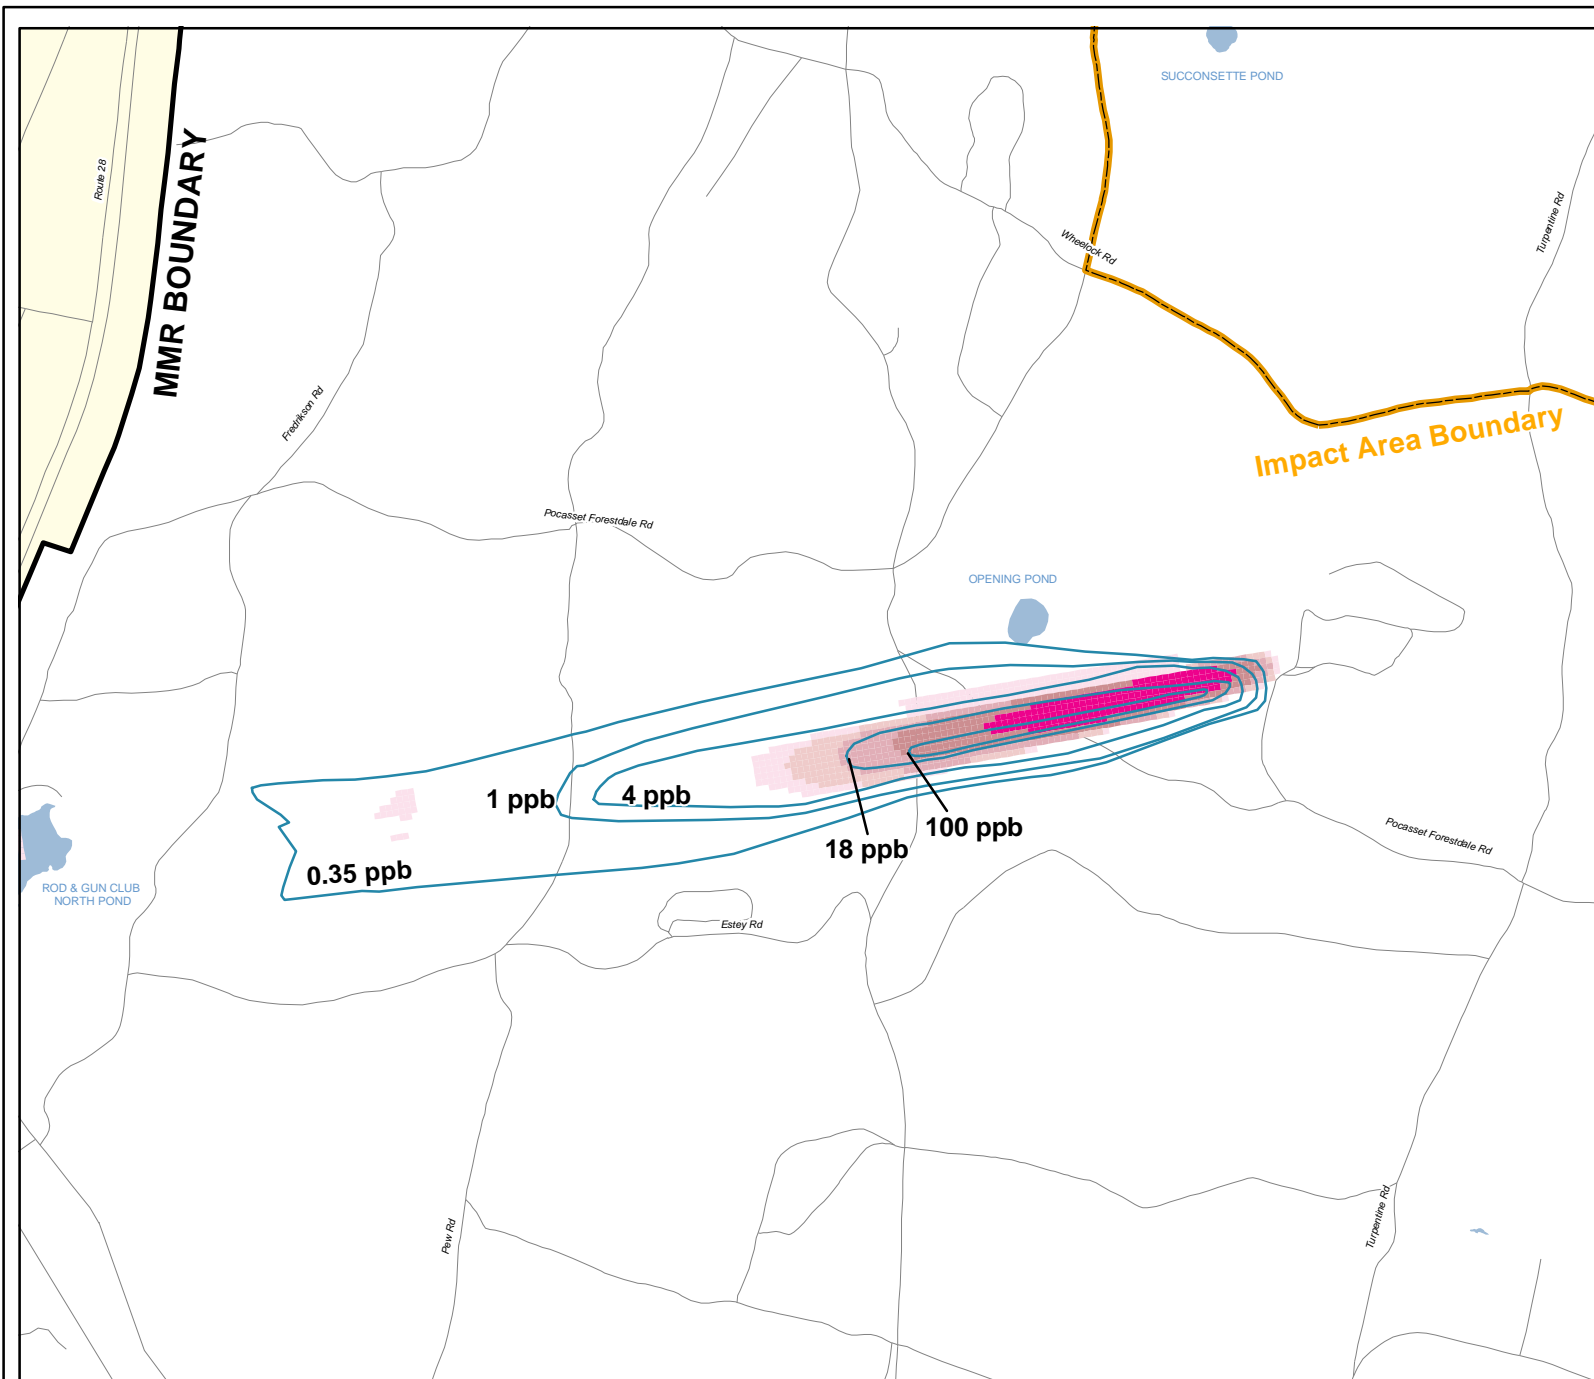 SUCCONSETTE POND
Route 28
MMR BOUNDARY
Turpentine Rd
Wheelock Rd
Fredrikson Rd
Impact Area Boundary
Pocasset Forestdale Rd
OPENING POND
1 ppb
4 ppb
100 ppb
18 ppb
Pocasset Forestdale Rd
0.35 ppb
ROD & GUN CLUB
NORTH POND
Estey Rd
Turpentine Rd
Pew Rd